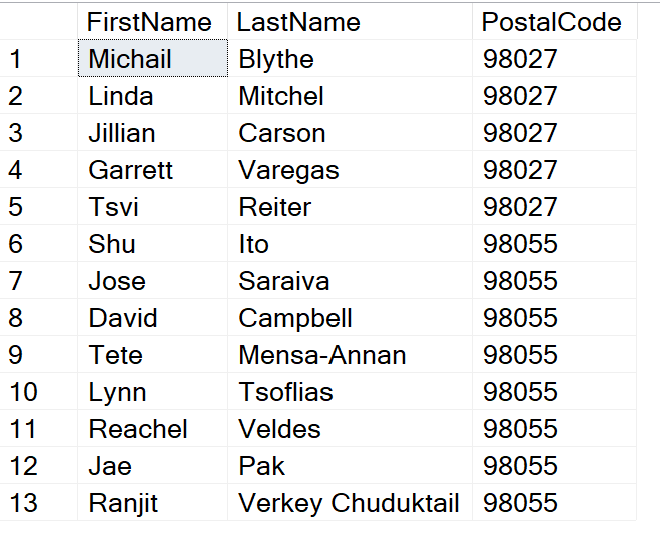 FirstName LastName PostalCode
1 Michail Blythe 98027
2 Linda Mitchel 98027
3 Jillian Carson 98027
4 Garrett Varegas 98027
5 Tsvi Reiter 98027
6 Shu Ito 98055
7 Jose Saraiva 98055
8 David Campbell 98055
9 Tete Mensa-Annan 98055
10 Lynn Tsoflias 98055
11 Reachel Veldes 98055
12 Jae Pak 98055
13 Ranjit Verkey Chuduktail 98055